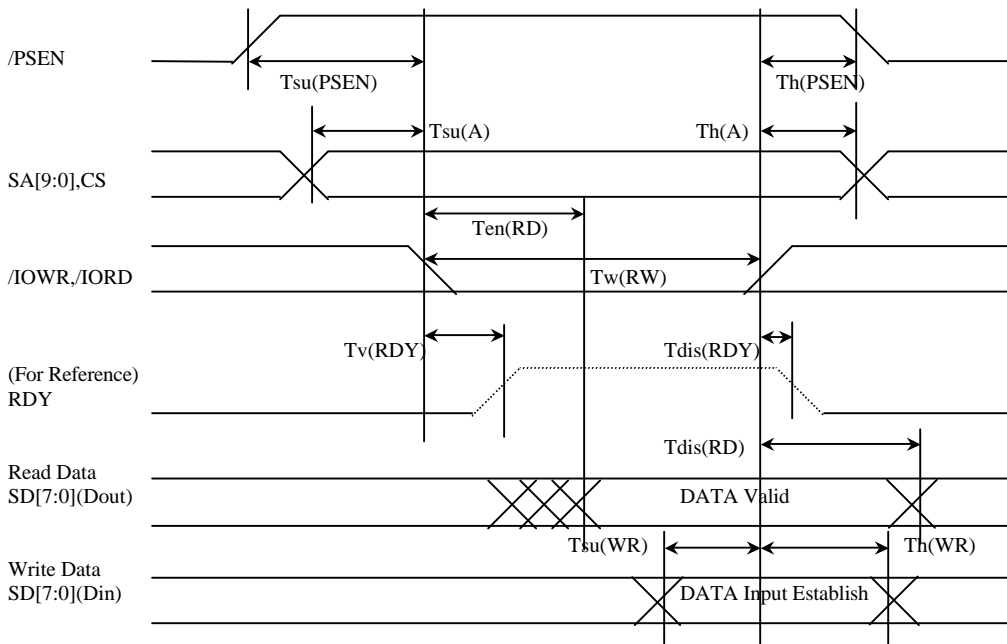 /PSEN
Tsu(PSEN)
Th(PSEN)
Tsu(A)
Th(A)
SA[9:0],CS
Ten(RD)
/IOWR,/IORD
Tw(RW)
Tv(RDY)
Tdis(RDY)
(For Reference)
RDY
Tdis(RD)
Read Data
SD[7:0](Dout)
DATA Valid
Tsu(WR)
Th(WR)
Write Data
SD[7:0](Din)
DATA Input Establish